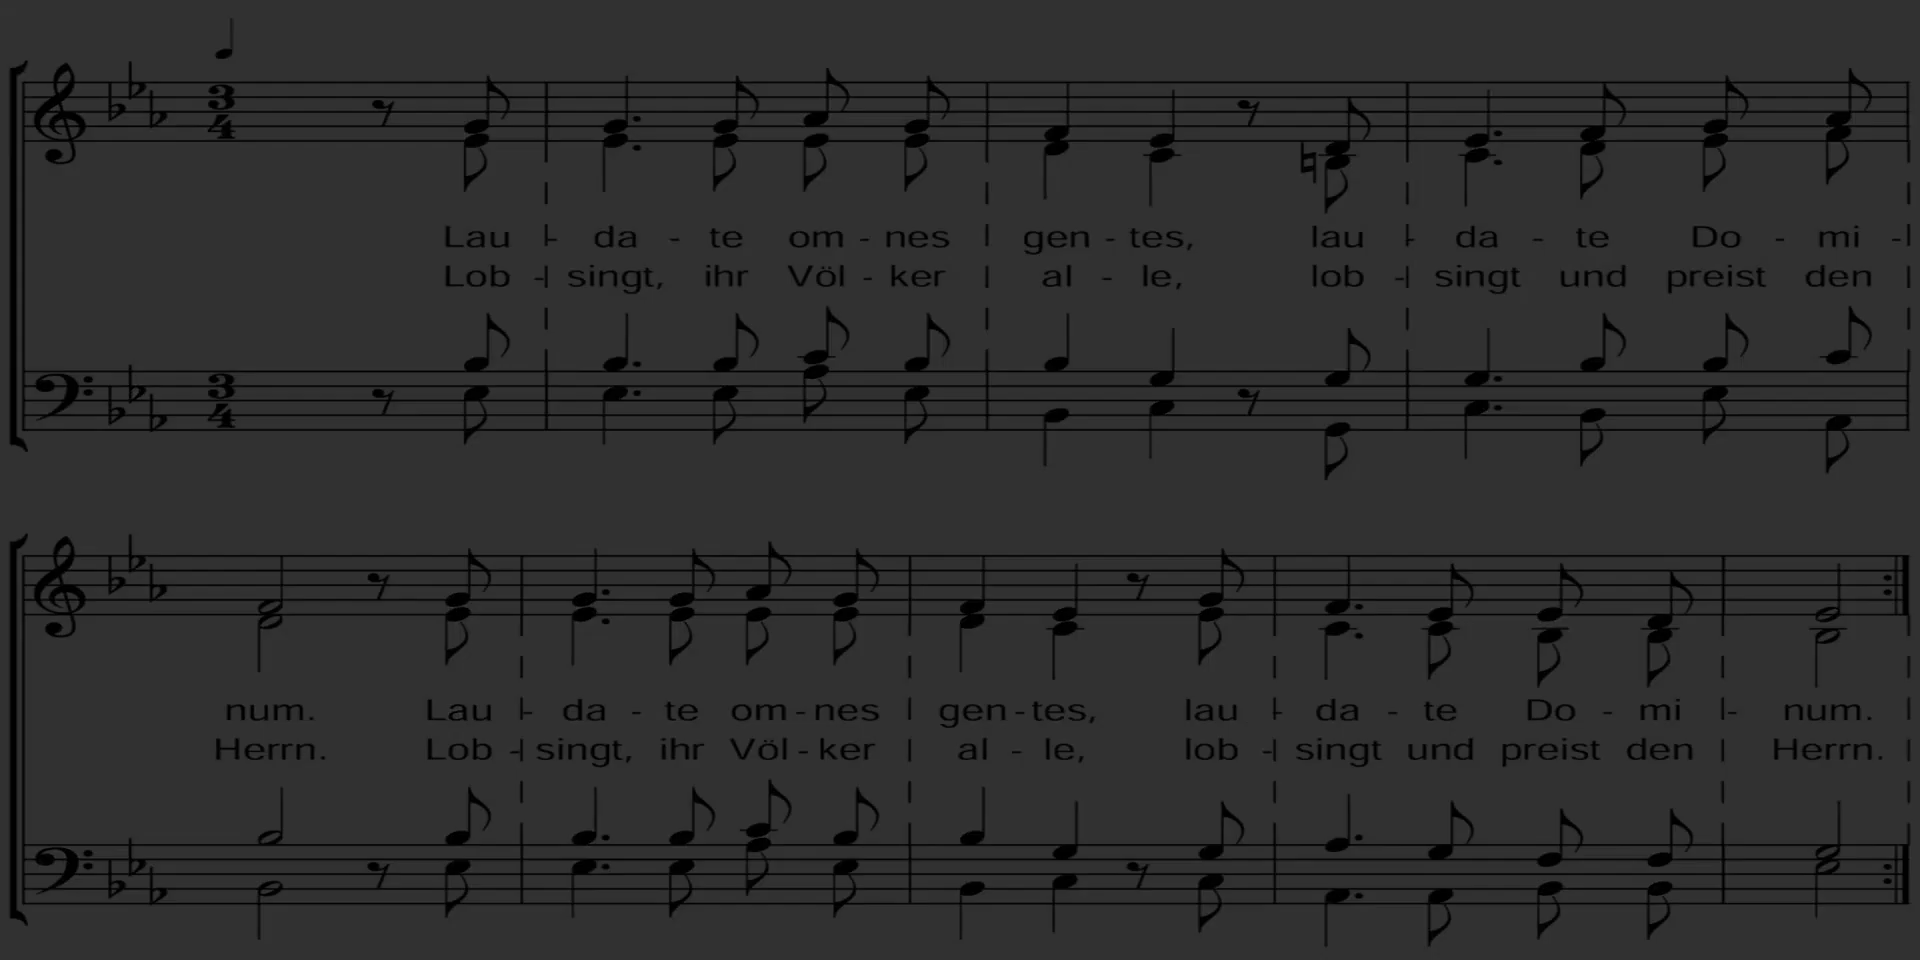 Lau - da - te om - nes gen - tes, lau - da - te Do - mi -
Lob - singt, ihr Völ - ker al - le, lob - singt und preist den
num. Lau - da - te om - nes gen - tes, lau - da - te Do - mi - num.
Herrn. Lob - singt, ihr Völ - ker al - le, lob - singt und preist den Herrn.